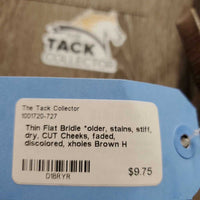 TACK
COLLECTOR
The Tack Collector
1001720-727
Thin Flat Bridle *older, stains, stiff,
dry, CUT Cheeks, faded,
discolored, xholes Brown H
D1BRYR
$9.75